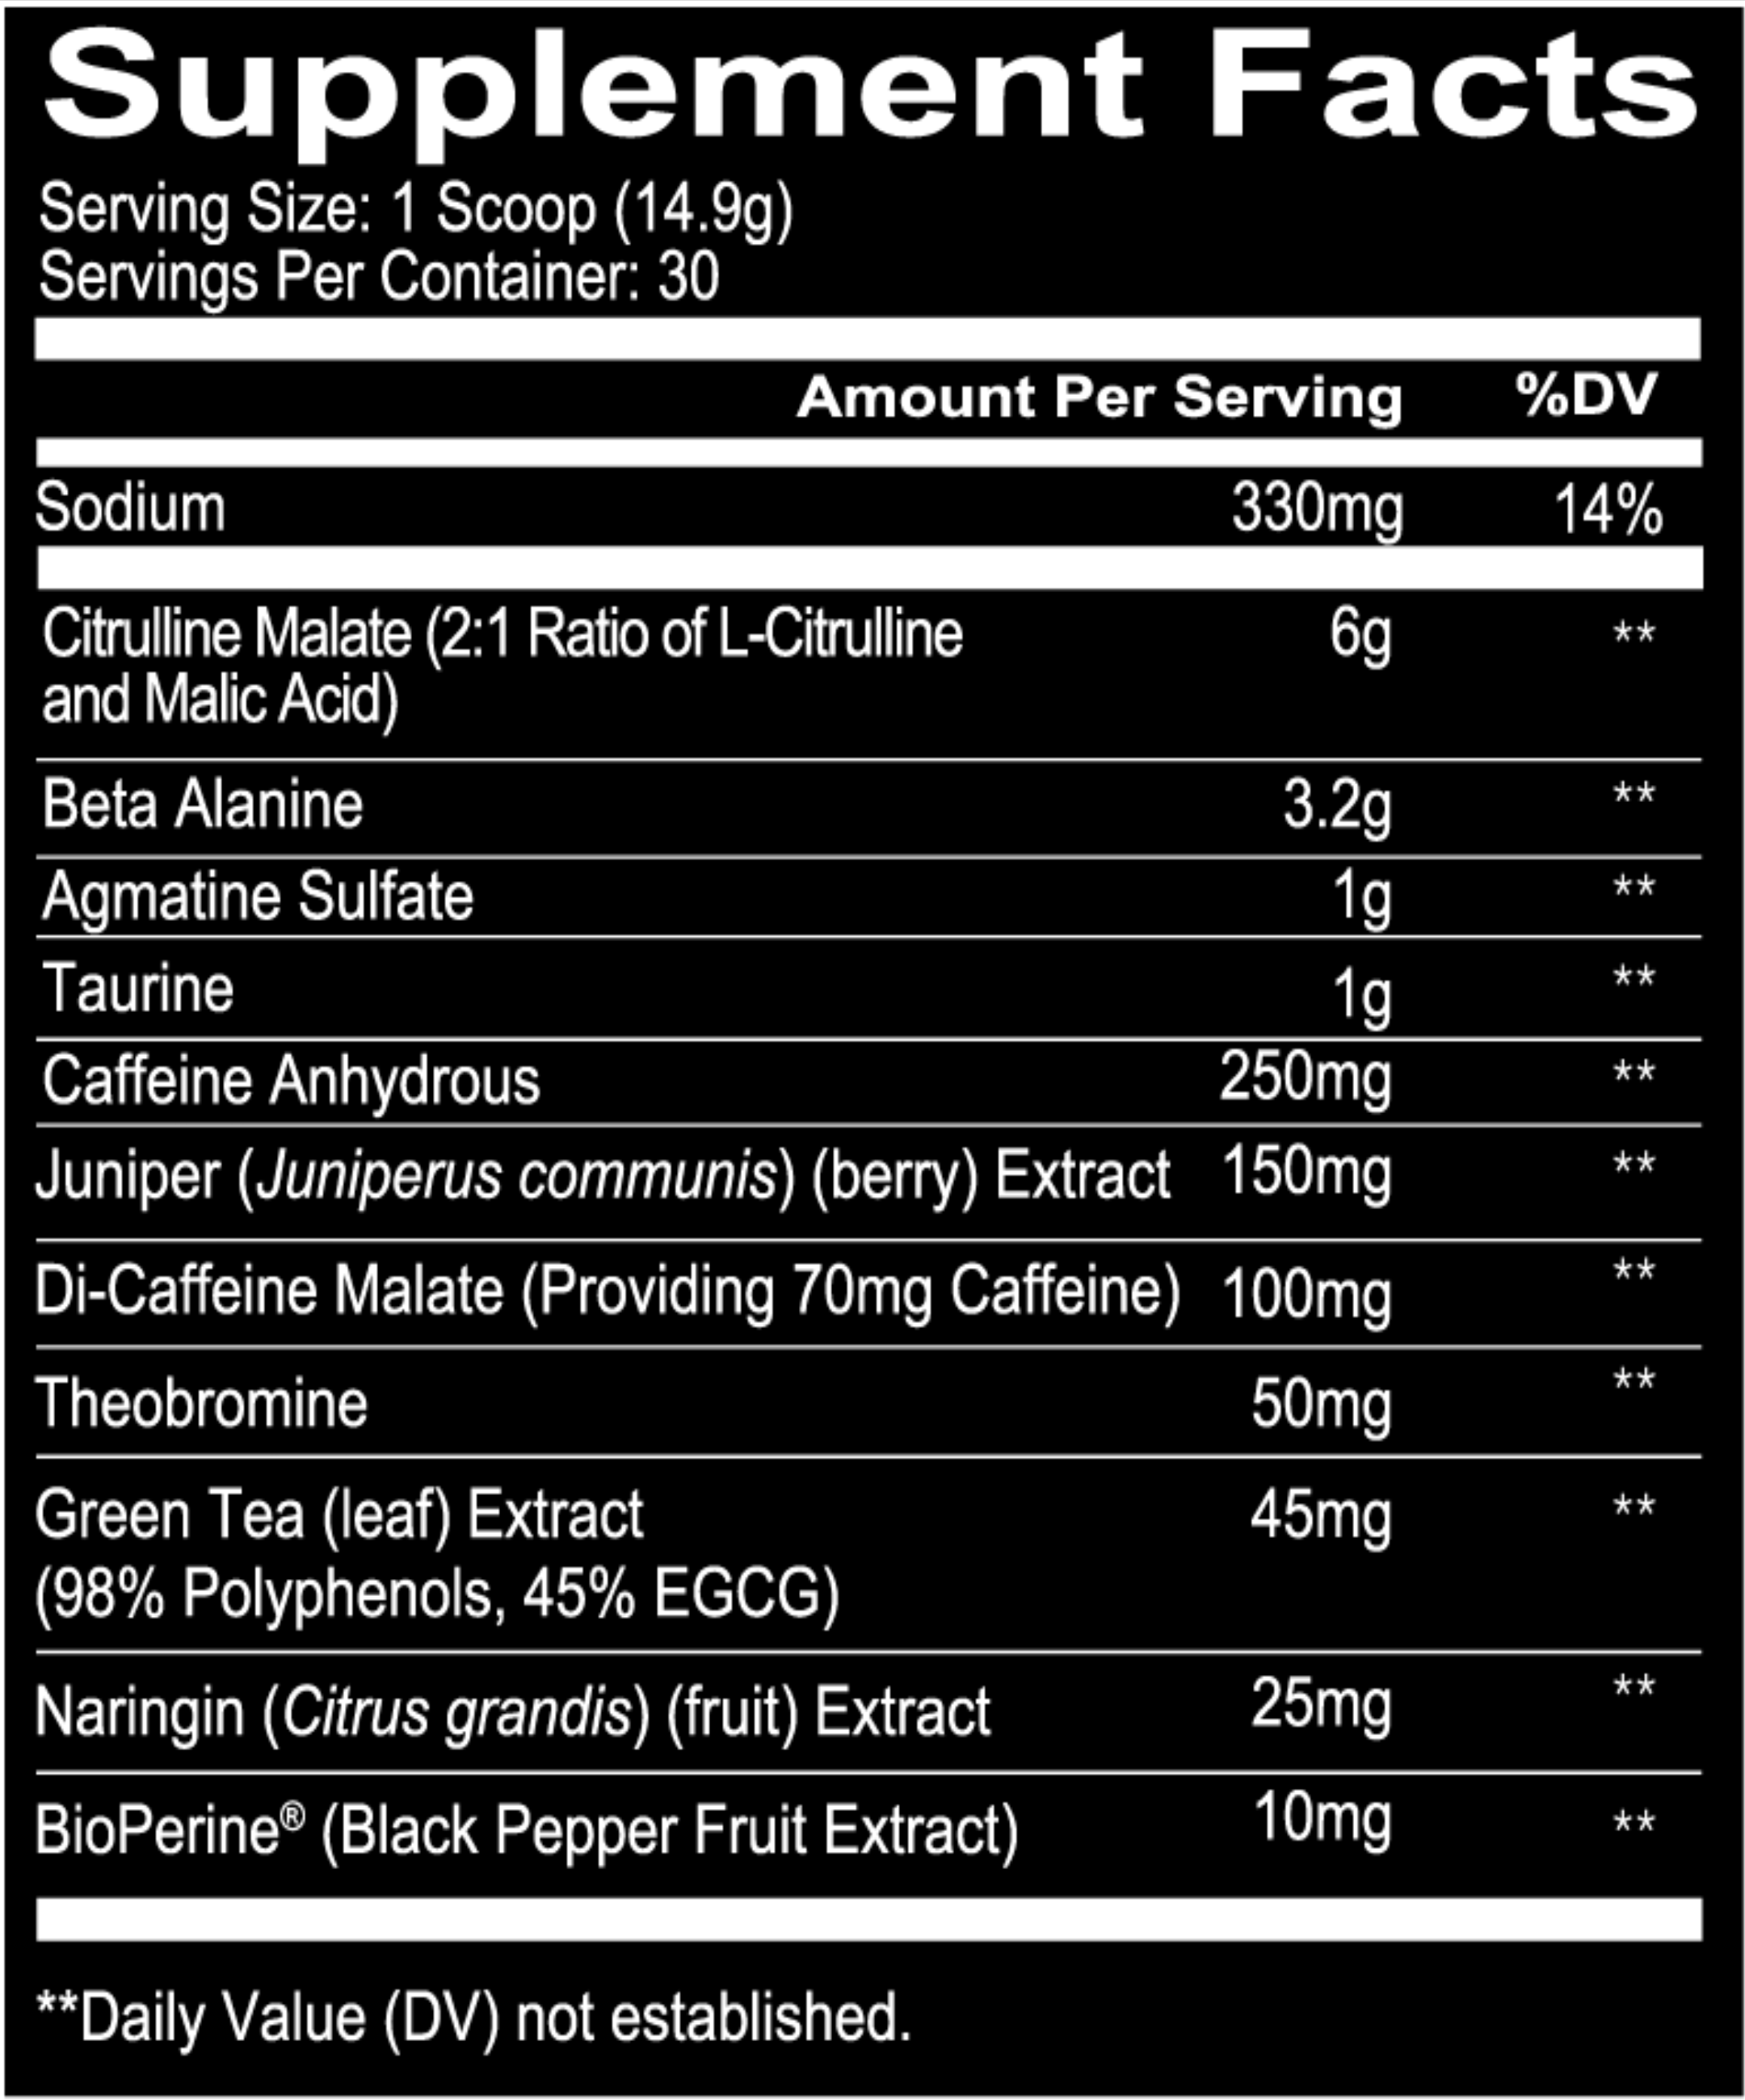 Supplement Facts
Serving Size: 1 Scoop (14.9g)
Servings Per Container: 30
Amount Per Serving %DV
Sodium 330mg 14%
Citrulline Malate (2:1 Ratio of L-Citrulline 6g **
and Malic Acid)
Beta Alanine 3.2g **
Agmatine Sulfate 1g **
Taurine 1g **
Caffeine Anhydrous 250mg **
Juniper (Juniperus communis) (berry) Extract 150mg **
Di-Caffeine Malate (Providing 70mg Caffeine) 100mg **
Theobromine 50mg **
Green Tea (leaf) Extract 45mg **
(98% Polyphenols, 45% EGCG)
Naringin (Citrus grandis) (fruit) Extract 25mg **
BioPerine® (Black Pepper Fruit Extract) 10mg **
**Daily Value (DV) not established.